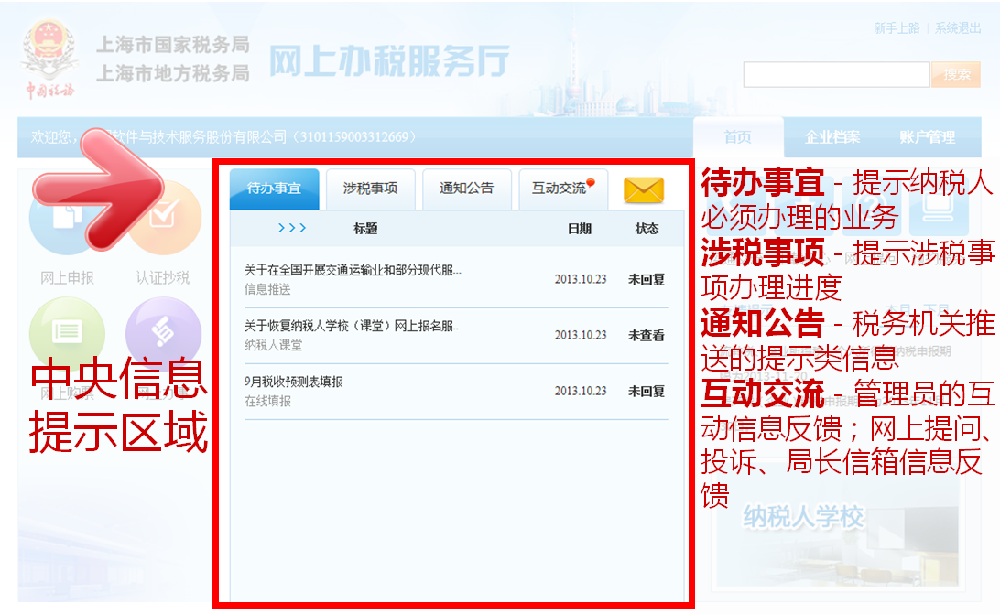 新手上路 | 系统退出
上海市国家税务局
上海市地方税务局
网上办税服务厅
中国税务
搜索
欢迎您，
软件与技术服务股份有限公司（3101159003312669）
首页
企业档案
账户管理
待办事宜
涉税事项
通知公告
互动交流
>>> 标题 日期 状态
关于在全国开展交通运输业和部分现代服...
信息推送
2013.10.23 未回复
关于恢复纳税人学校（课堂）网上报名服..
纳税人课堂
2013.10.23 未查看
9月税收预测表填报
在线填报
2013.10.23 未回复
网上申报
认证抄税
网上购票
中央信息
提示区域
待办事宜 - 提示纳税人
必须办理的业务
涉税事项 - 提示涉税事
项办理进度
通知公告 - 税务机关推
送的提示类信息
互动交流 - 管理员的互
动信息反馈；网上提问、
投诉、局长信箱信息反
馈
纳税人学校